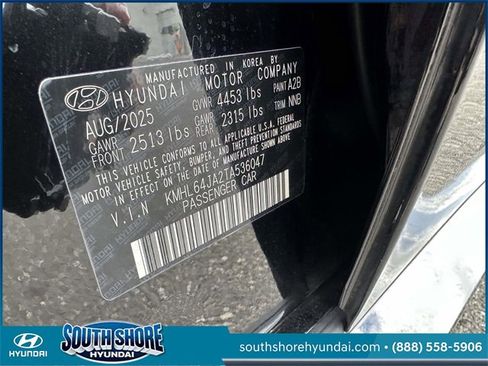 MANUFACTURED IN KOREA BY
HYUNDAI MOTOR COMPANY
AUG/2025 GVWR 4453 lbs PAINT A2B
GAWR FRONT 2513 lbs GAWR REAR 2315 lbs TRIM NNB
THIS VEHICLE CONFORMS TO ALL APPLICABLE U.S.A. FEDERAL
MOTOR VEHICLE SAFETY, BUMPER, AND THEFT PREVENTION STANDARDS
IN EFFECT ON THE DATE OF MANUFACTURE SHOWN ABOVE.
V.I.N KMHL64JA2TA536047
PASSENGER CAR
HYUNDAI
SOUTH SHORE
HYUNDAI
southshorehyundai.com • (888) 558-5906